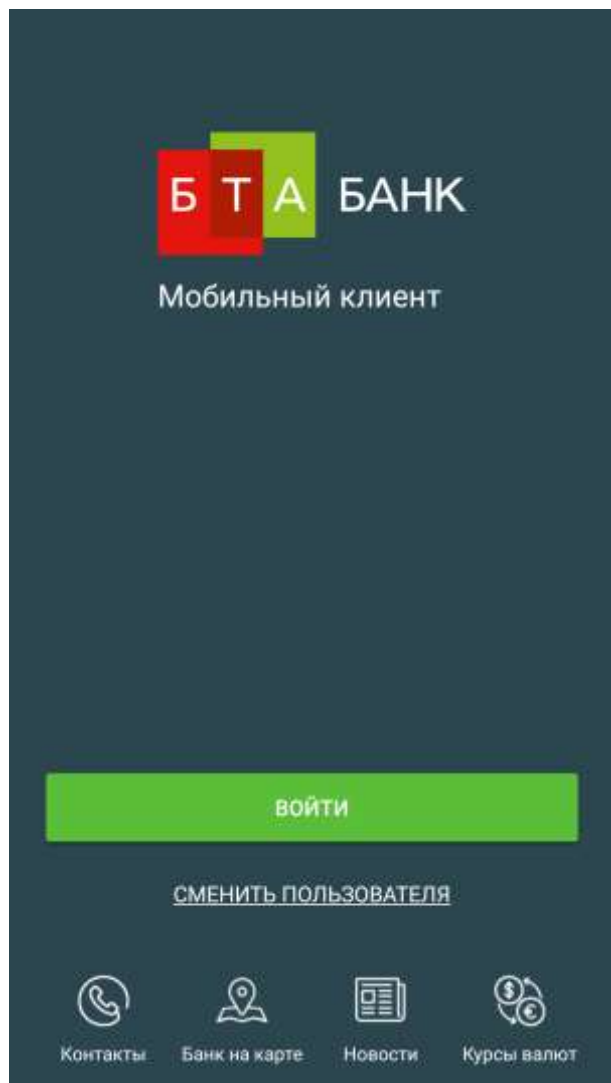 БТА БАНК
Мобильный клиент
ВОЙТИ
СМЕНИТЬ ПОЛЬЗОВАТЕЛЯ
$
€
Контакты Банк на карте Новости Курсы валют